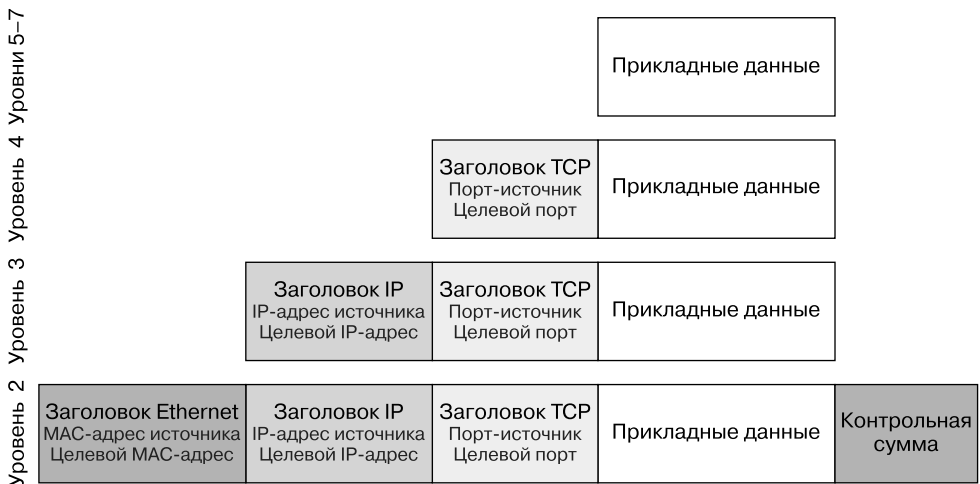 Уровни 5–7
Прикладные данные
Уровень 4
Заголовок TCP
Порт-источник
Целевой порт
Прикладные данные
Уровень 3
Заголовок IP
IP-адрес источника
Целевой IP-адрес
Заголовок TCP
Порт-источник
Целевой порт
Прикладные данные
Уровень 2
Заголовок Ethernet
MAC-адрес источника
Целевой MAC-адрес
Заголовок IP
IP-адрес источника
Целевой IP-адрес
Заголовок TCP
Порт-источник
Целевой порт
Прикладные данные
Контрольная
сумма